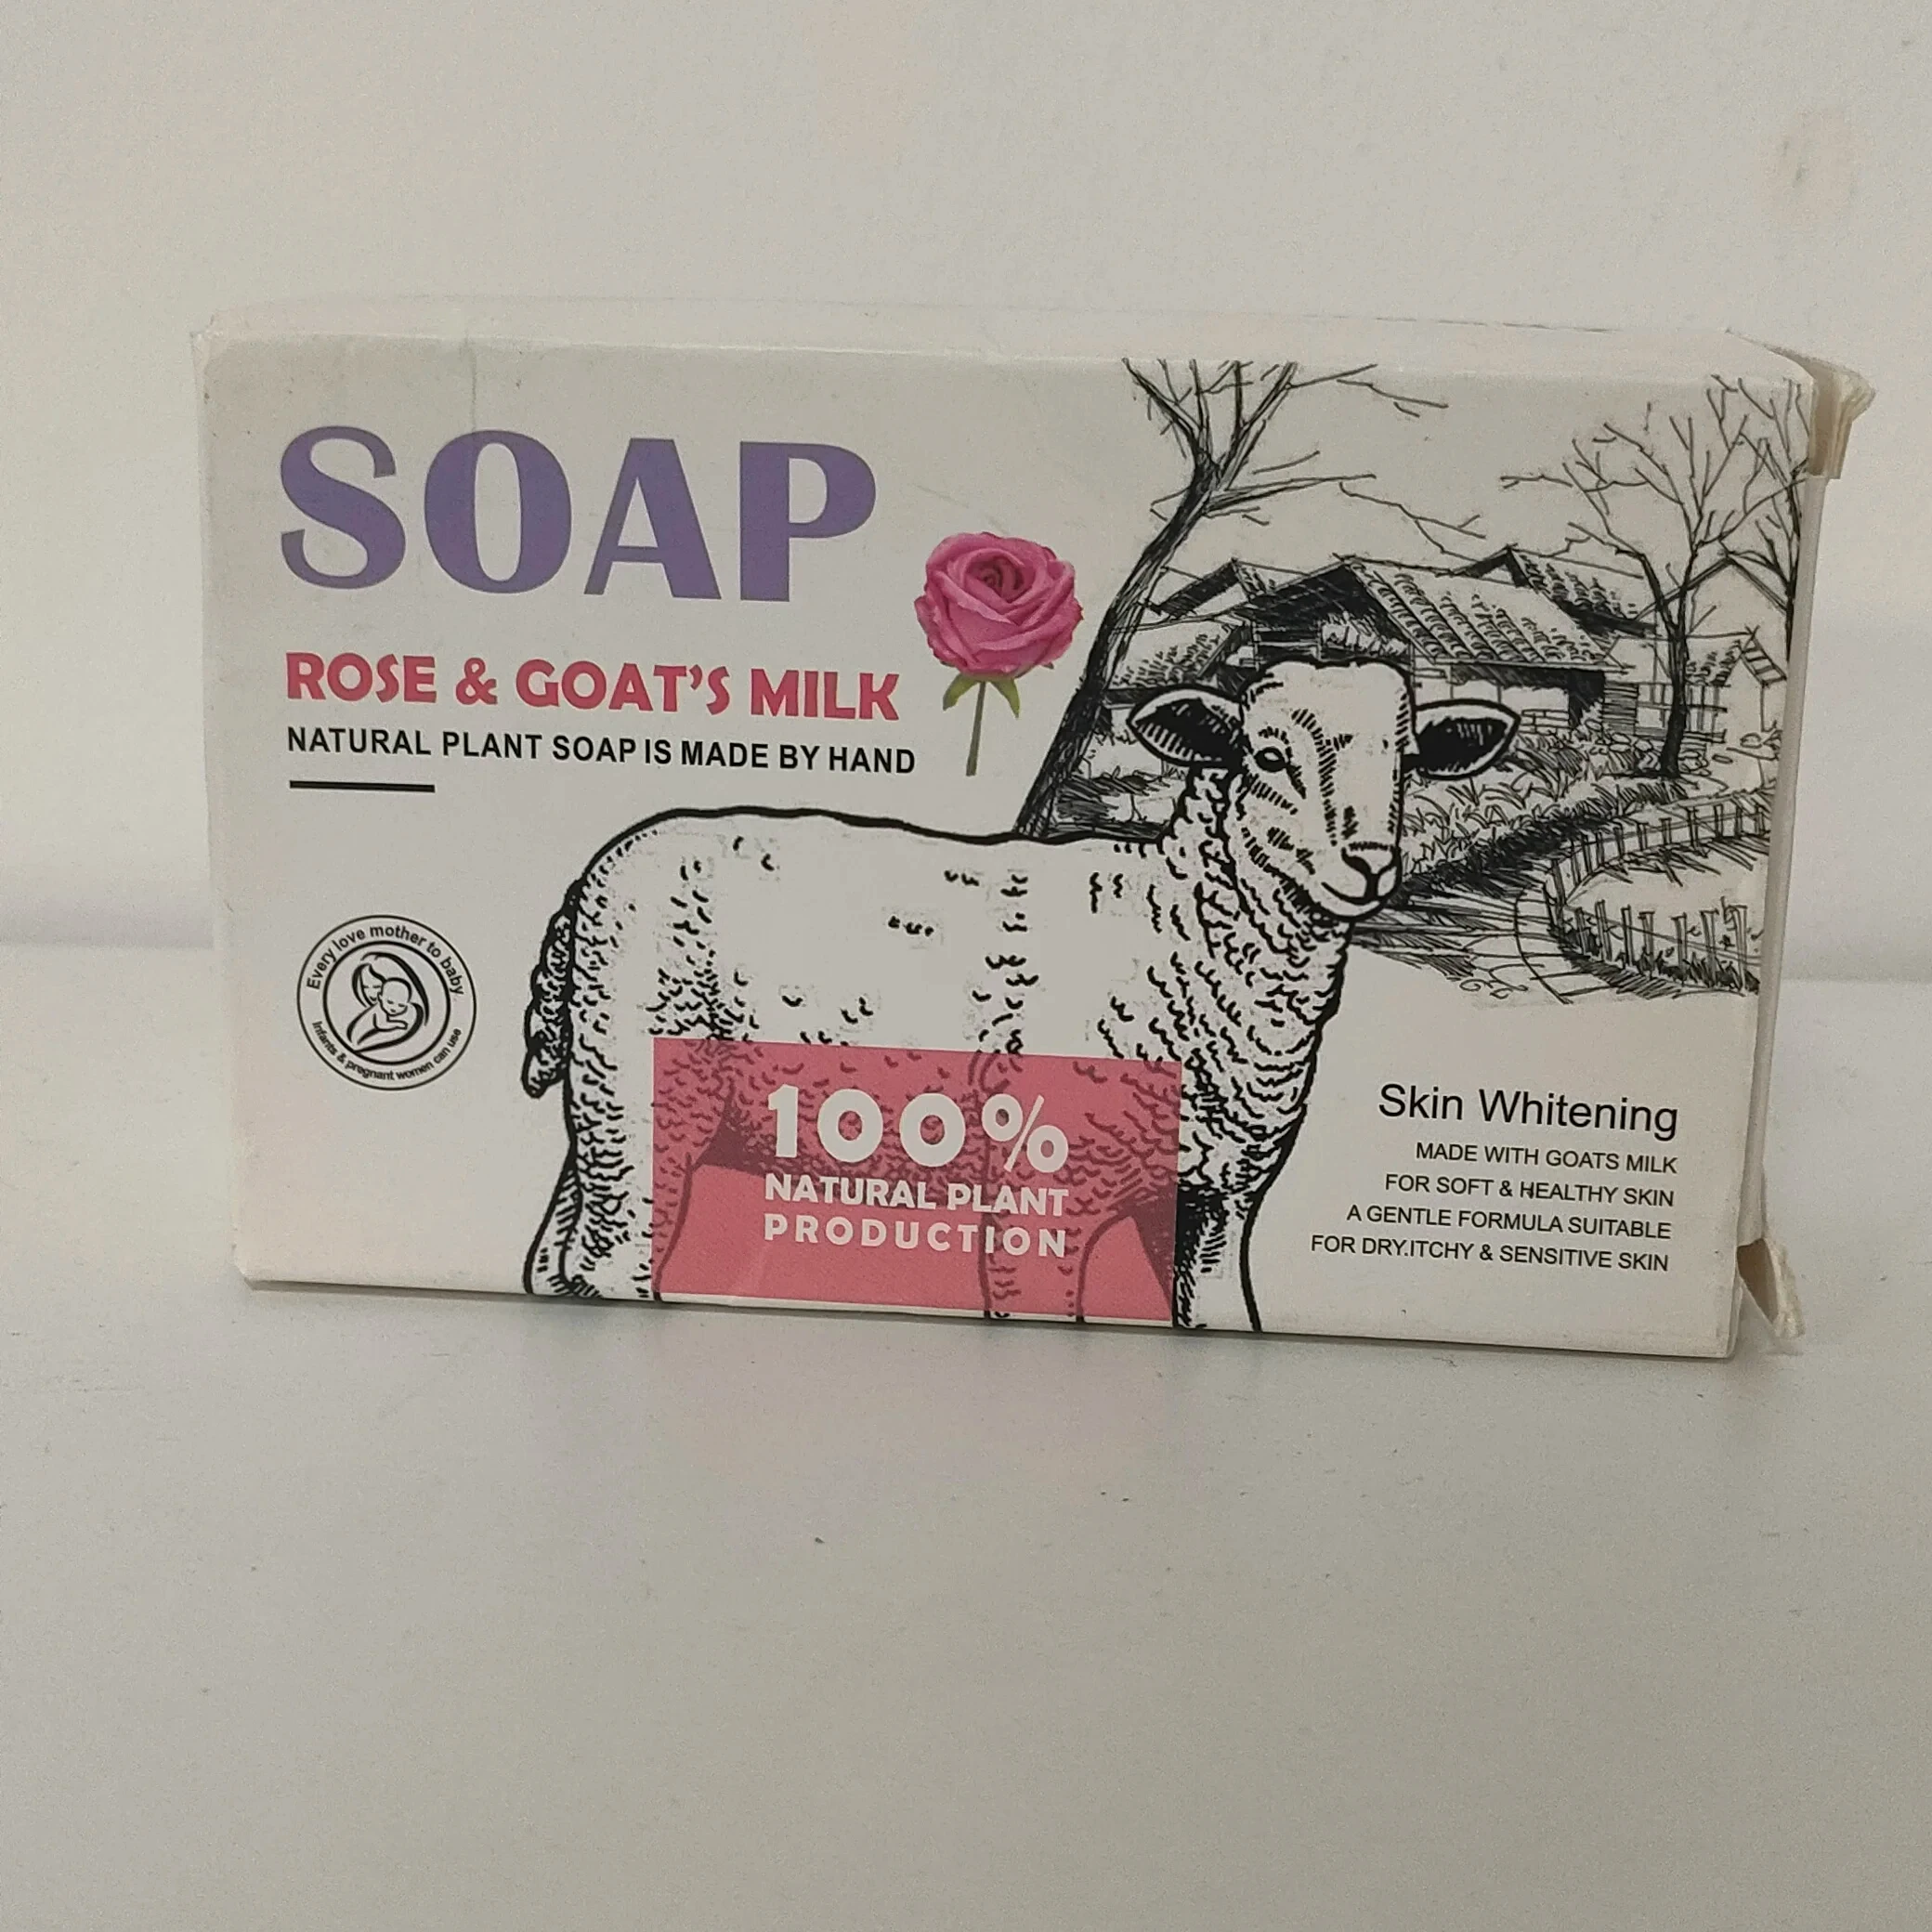 SOAP
ROSE & GOAT'S MILK
NATURAL PLANT SOAP IS MADE BY HAND
Every love mother to baby
Infants & pregnant women can use
100%
NATURAL PLANT
PRODUCTION
Skin Whitening
MADE WITH GOATS MILK
FOR SOFT & HEALTHY SKIN
A GENTLE FORMULA SUITABLE
FOR DRY.ITCHY & SENSITIVE SKIN